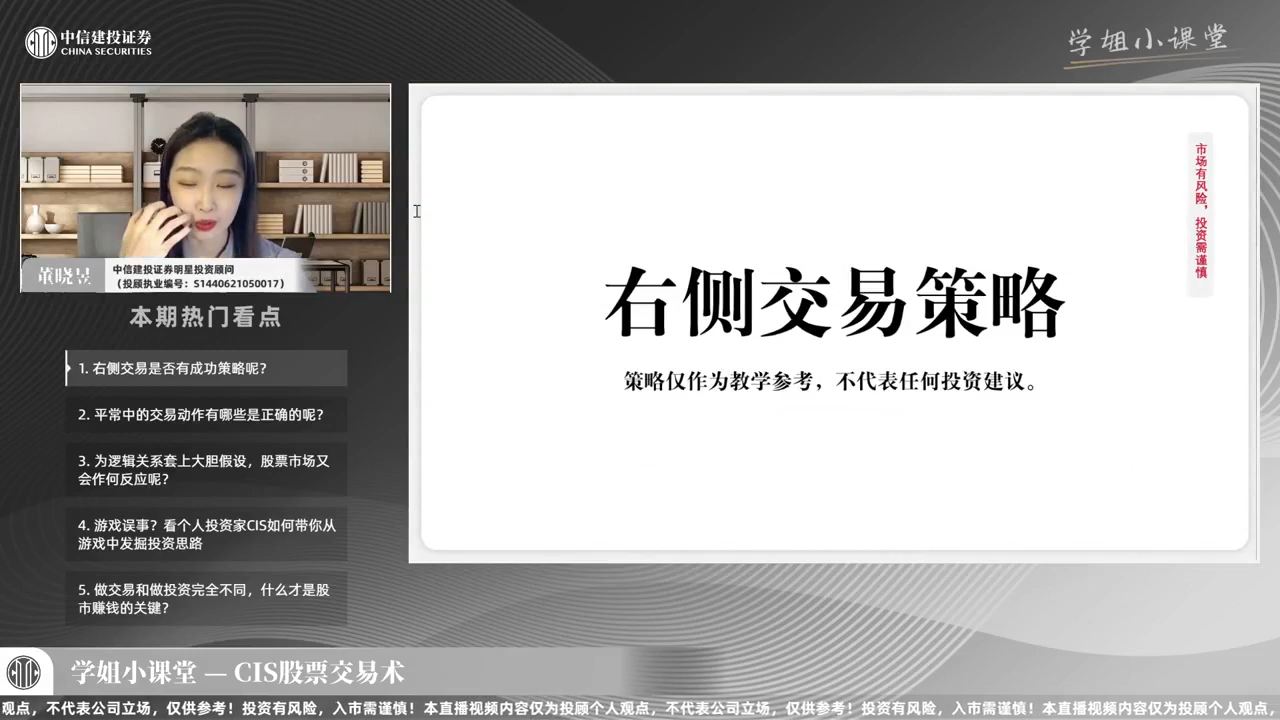 中信建投证券
CHINA SECURITIES
学姐小课堂
董晓昱
中信建投证券明星投资顾问
（投顾执业编号：S1440621050017）
本期热门看点
1. 右侧交易是否有成功策略呢？
2. 平常中的交易动作有哪些是正确的呢？
3. 为逻辑关系套上大胆假设，股票市场又
会作何反应呢？
4. 游戏误事？看个人投资家CIS如何带你从
游戏中发掘投资思路
5. 做交易和做投资完全不同，什么才是股
市赚钱的关键？
市场有风险，投资需谨慎
右侧交易策略
策略仅作为教学参考，不代表任何投资建议。
学姐小课堂 — CIS股票交易术
观点，不代表公司立场，仅供参考！投资有风险，入市需谨慎！本直播视频内容仅为投顾个人观点，不代表公司立场，仅供参考！投资有风险，入市需谨慎！本直播视频内容仅为投顾个人观点，